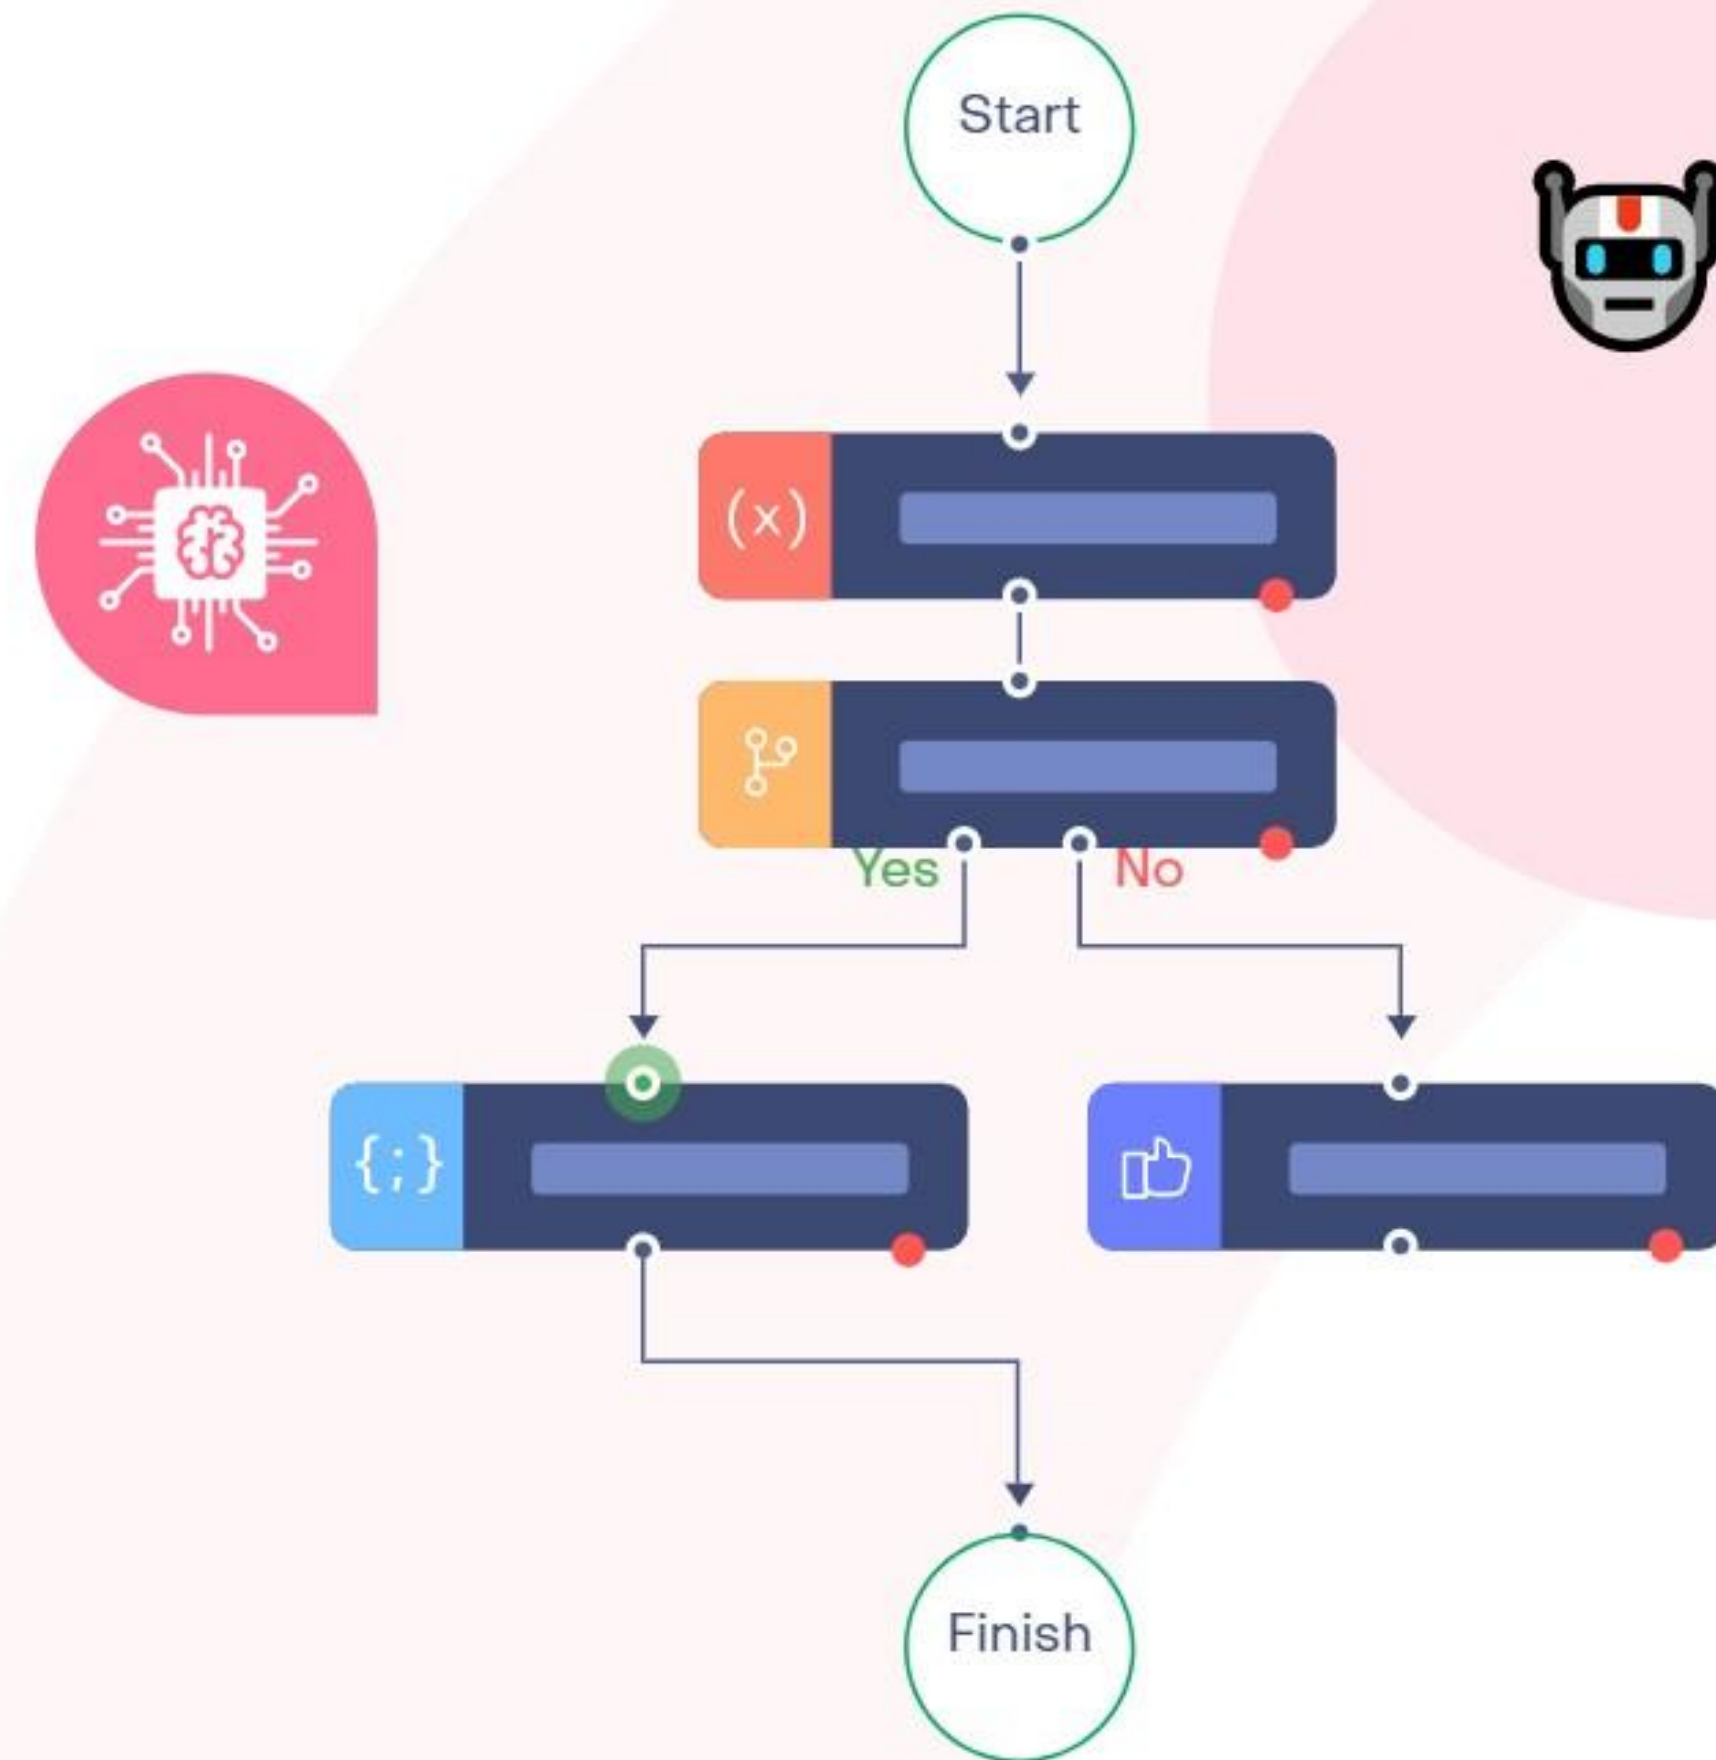 Start
(x)
Yes
No
{;}
Finish